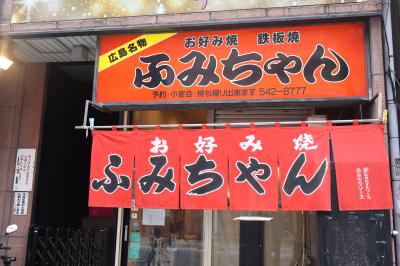 広島名物
お好み焼 鉄板焼
ふみちゃん
予約・小宴会・持ち帰り出来ます 542-8777
お好み焼
ふみちゃん